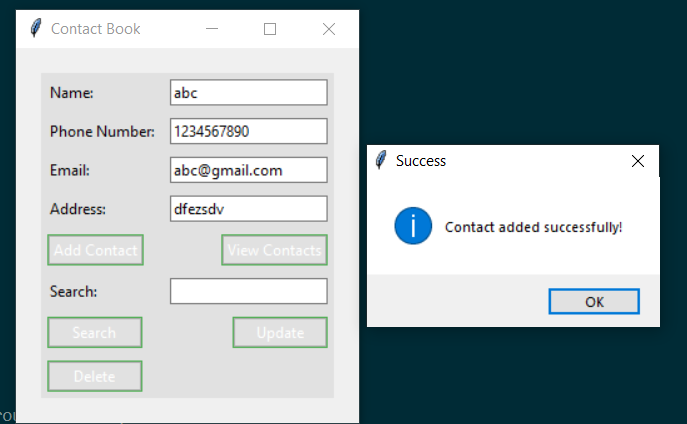 Contact Book
Name: abc
Phone Number: 1234567890
Email: abc@gmail.com
Address: dfezsdv
Add Contact View Contacts
Search:
Search Update
Delete
Success
Contact added successfully!
OK